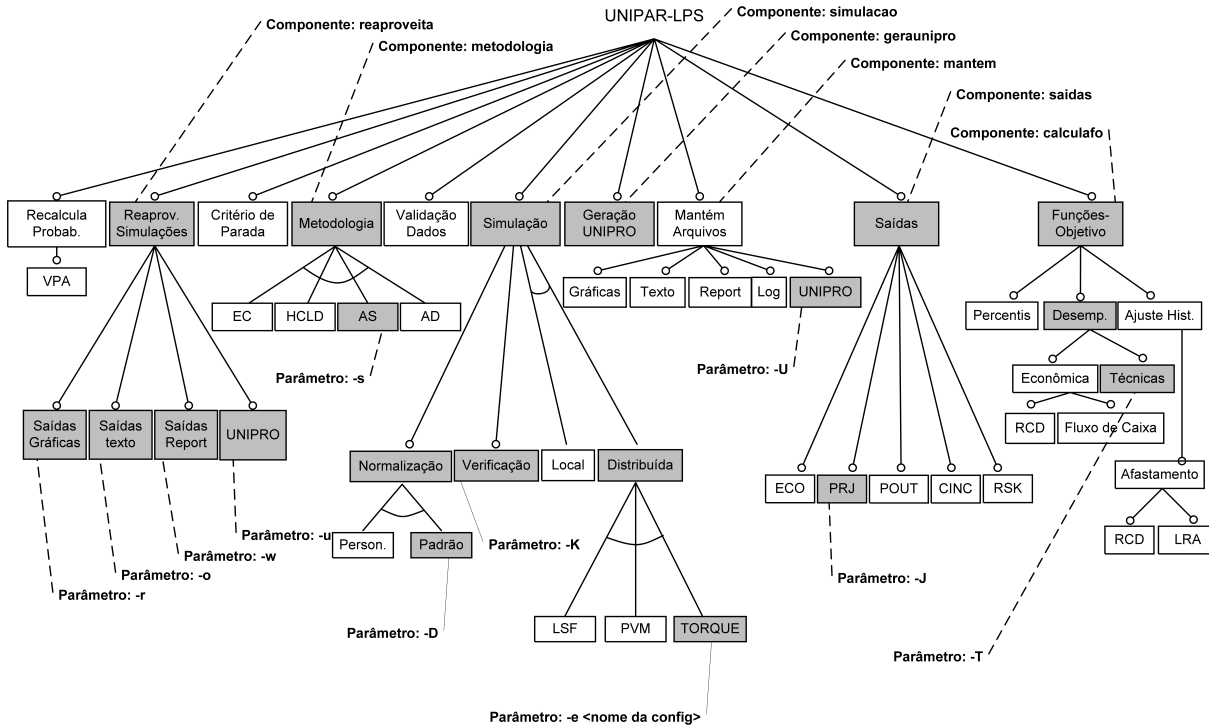 UNIPAR-LPS
Componente: simulacao
Componente: reaproveita
Componente: geraunipro
Componente: metodologia
Componente: mantem
Componente: saidas
Componente: calculafo
Recalcula
Probab.
Reaprov.
Simulações
Critério de
Parada
Metodologia
Validação
Dados
Simulação
Geração
UNIPRO
Mantém
Arquivos
Saídas
Funções-
Objetivo
VPA
EC
HCLD
AS
AD
Gráficas
Texto
Report
Log
UNIPRO
Percentis
Desemp.
Ajuste Hist.
Parâmetro: -s
Parâmetro: -U
Econômica
Técnicas
Saídas
Gráficas
Saídas
texto
Saídas
Report
UNIPRO
RCD
Fluxo de Caixa
Normalização
Verificação
Local
Distribuída
ECO
PRJ
POUT
CINC
RSK
Afastamento
Parâmetro: -u
Person.
Padrão
Parâmetro: -K
RCD
LRA
Parâmetro: -w
Parâmetro: -o
Parâmetro: -r
Parâmetro: -J
Parâmetro: -D
LSF
PVM
TORQUE
Parâmetro: -T
Parâmetro: -e <nome da config>